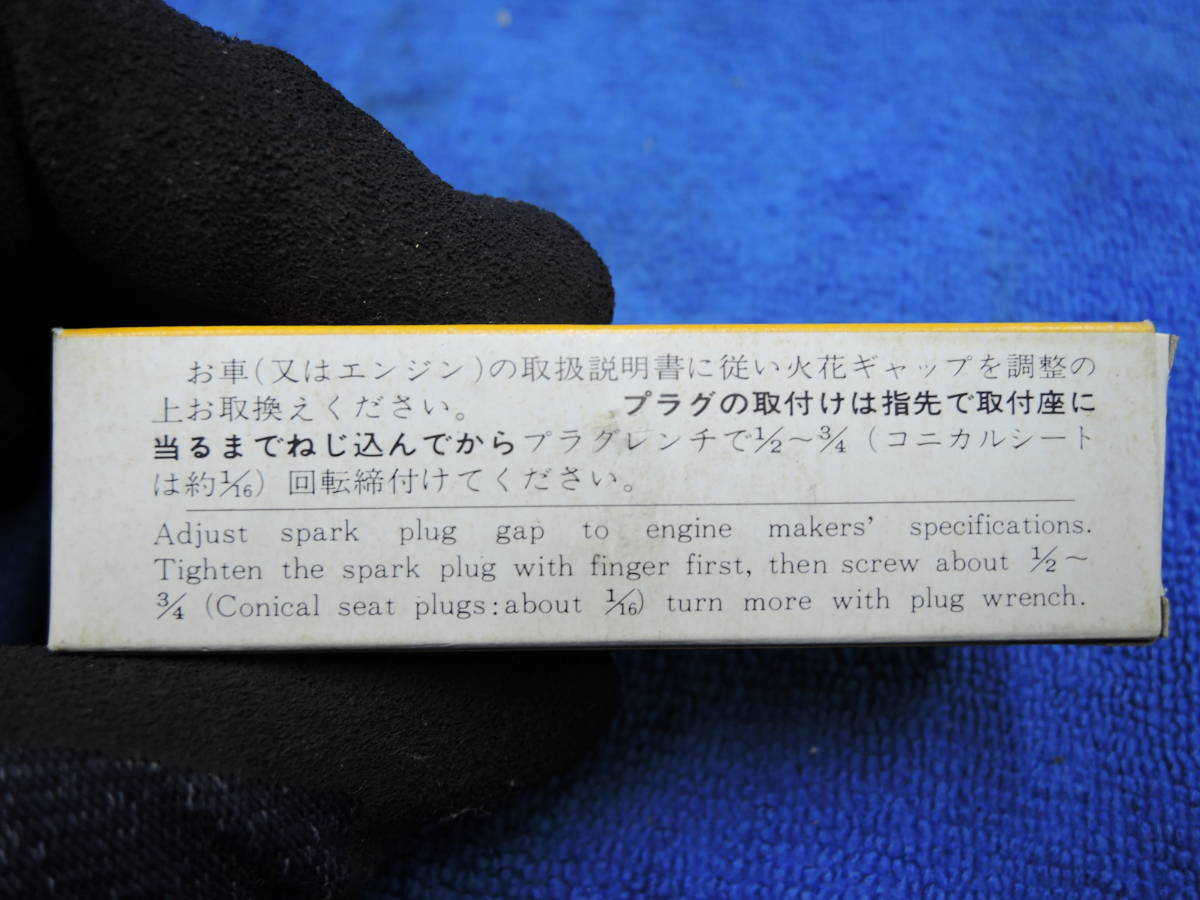 お車(又はエンジン)の取扱説明書に従い火花ギャップを調整の
上お取換えください。 プラグの取付けは指先で取付座に
当るまでねじ込んでからプラグレンチで1/2～3/4 (コニカルシート
は約1/16) 回転締付けてください。
Adjust spark plug gap to engine makers' specifications.
Tighten the spark plug with finger first, then screw about 1/2～
3/4 (Conical seat plugs:about 1/16) turn more with plug wrench.